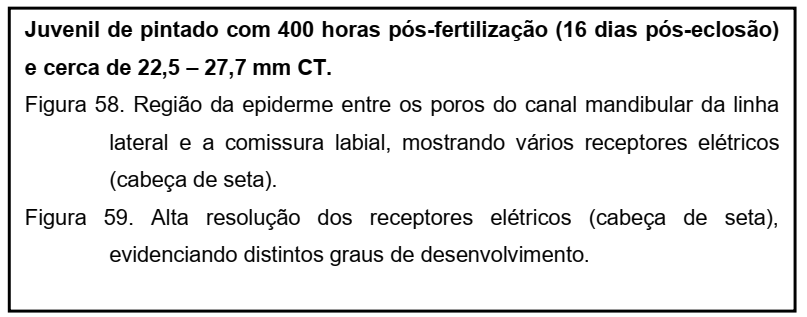 Juvenil de pintado com 400 horas pós-fertilização (16 dias pós-eclosão)
e cerca de 22,5 – 27,7 mm CT.
Figura 58. Região da epiderme entre os poros do canal mandibular da linha
lateral e a comissura labial, mostrando vários receptores elétricos
(cabeça de seta).
Figura 59. Alta resolução dos receptores elétricos (cabeça de seta),
evidenciando distintos graus de desenvolvimento.